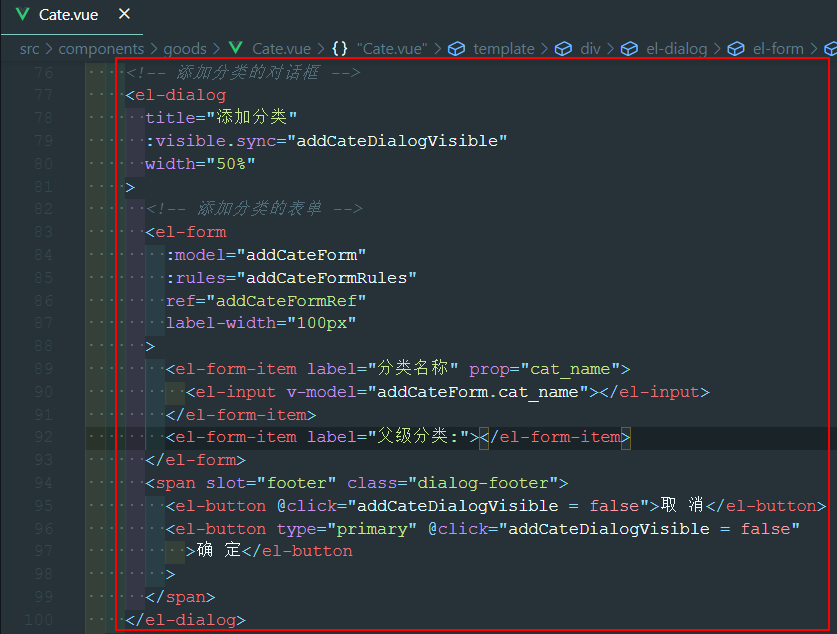 Cate.vue ×
src > components > goods > Cate.vue > {} "Cate.vue" > template > div > el-dialog > el-form >
76 <!-- 添加分类的对话框 -->
77 <el-dialog
78 title="添加分类"
79 :visible.sync="addCateDialogVisible"
80 width="50%"
81 >
82 <!-- 添加分类的表单 -->
83 <el-form
84 :model="addCateForm"
85 :rules="addCateFormRules"
86 ref="addCateFormRef"
87 label-width="100px"
88 >
89 <el-form-item label="分类名称" prop="cat_name">
90 <el-input v-model="addCateForm.cat_name"></el-input>
91 </el-form-item>
92 <el-form-item label="父级分类:"></el-form-item>
93 </el-form>
94 <span slot="footer" class="dialog-footer">
95 <el-button @click="addCateDialogVisible = false">取 消</el-button>
96 <el-button type="primary" @click="addCateDialogVisible = false"
97 >确 定</el-button
98 >
99 </span>
100 </el-dialog>